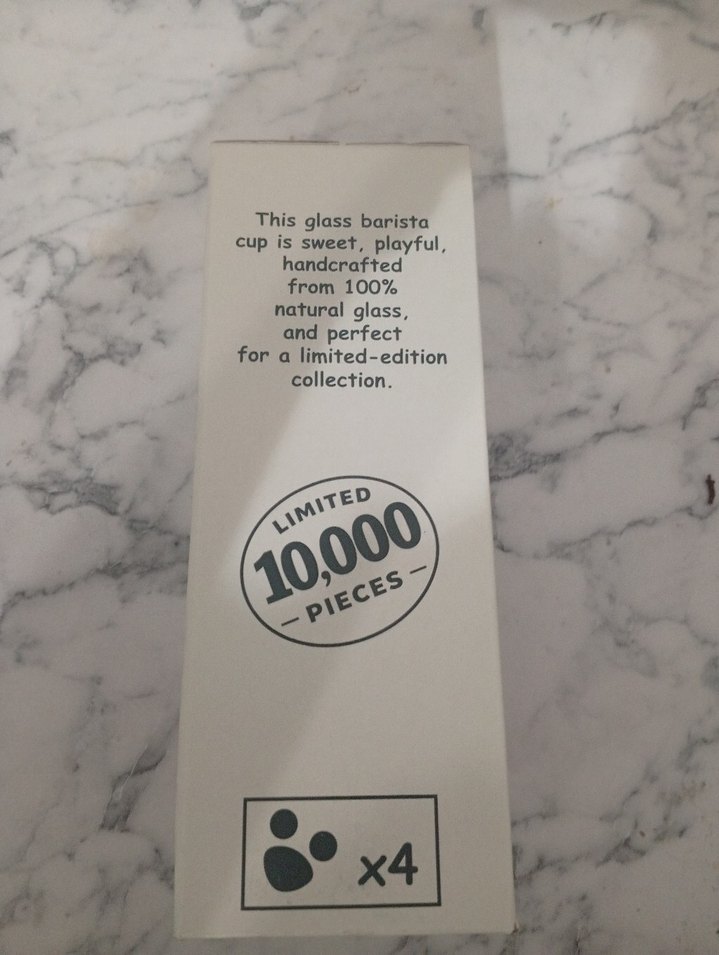 This glass barista
cup is sweet, playful,
handcrafted
from 100%
natural glass,
and perfect
for a limited-edition
collection.
LIMITED
10,000
— PIECES —
x4